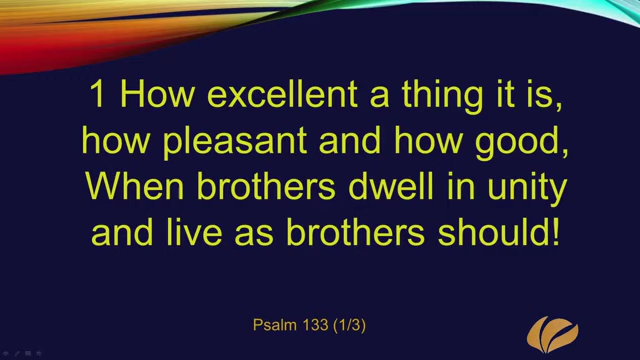 1 How excellent a thing it is,
how pleasant and how good,
When brothers dwell in unity
and live as brothers should!
Psalm 133 (1/3)